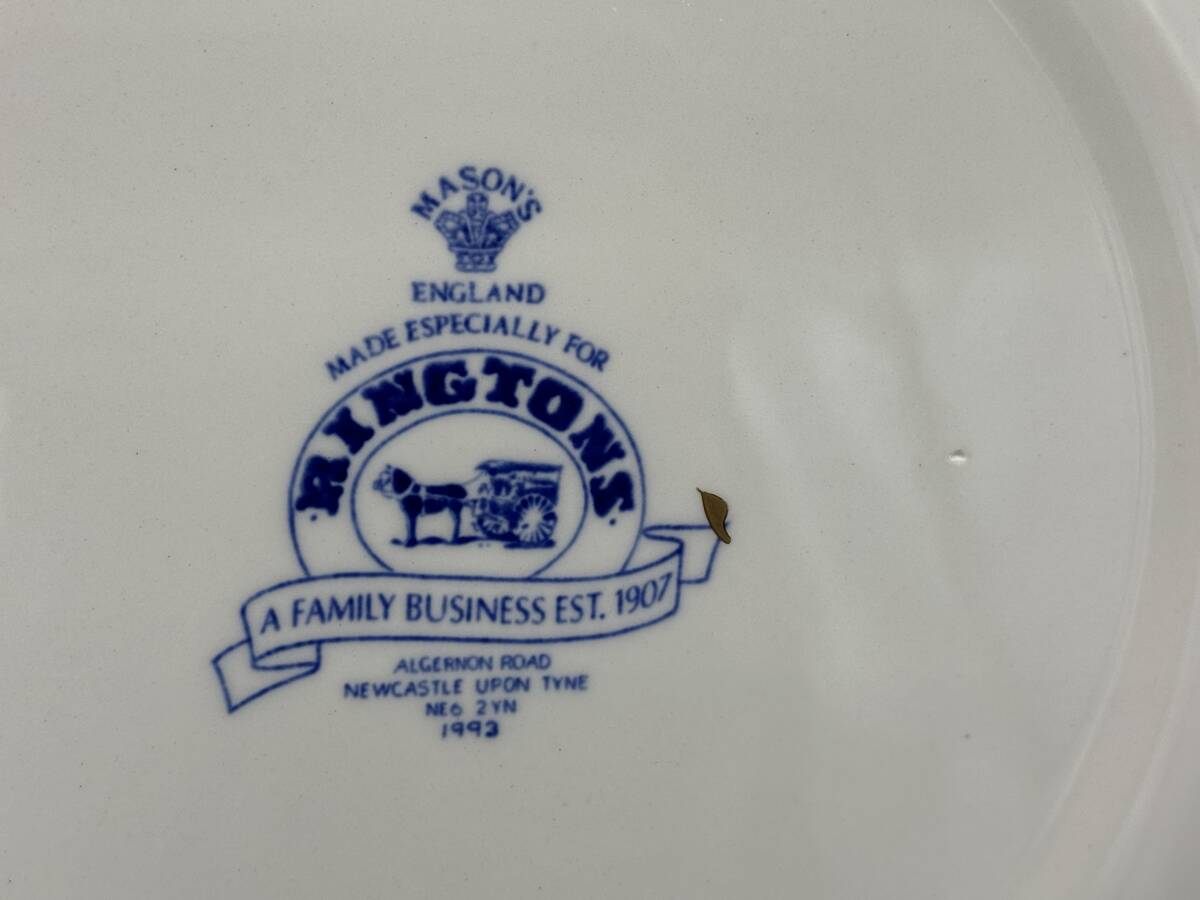 MASON'S
ENGLAND
MADE ESPECIALLY FOR
RINGTONS
A FAMILY BUSINESS EST. 1907
ALGERNON ROAD
NEWCASTLE UPON TYNE
NE6 2YN
1993